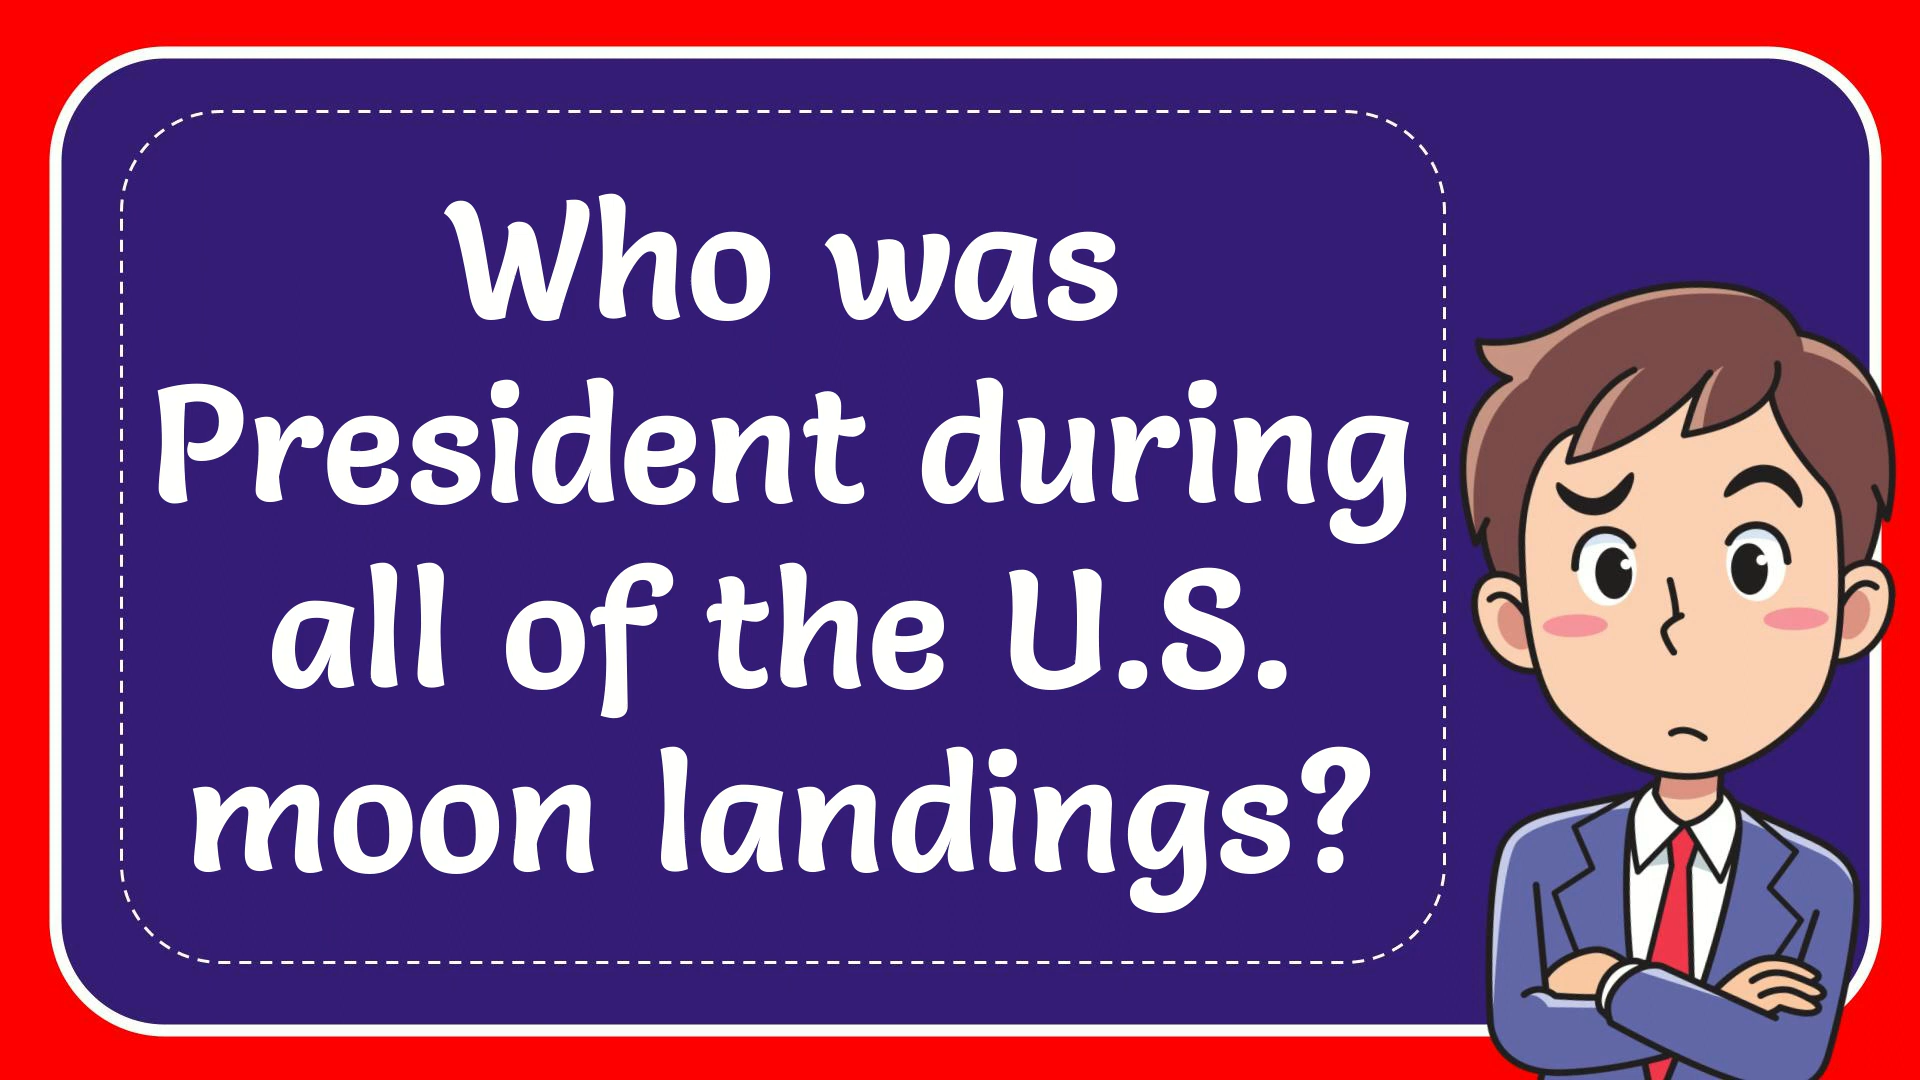 Who was
President during
all of the U.S.
moon landings?